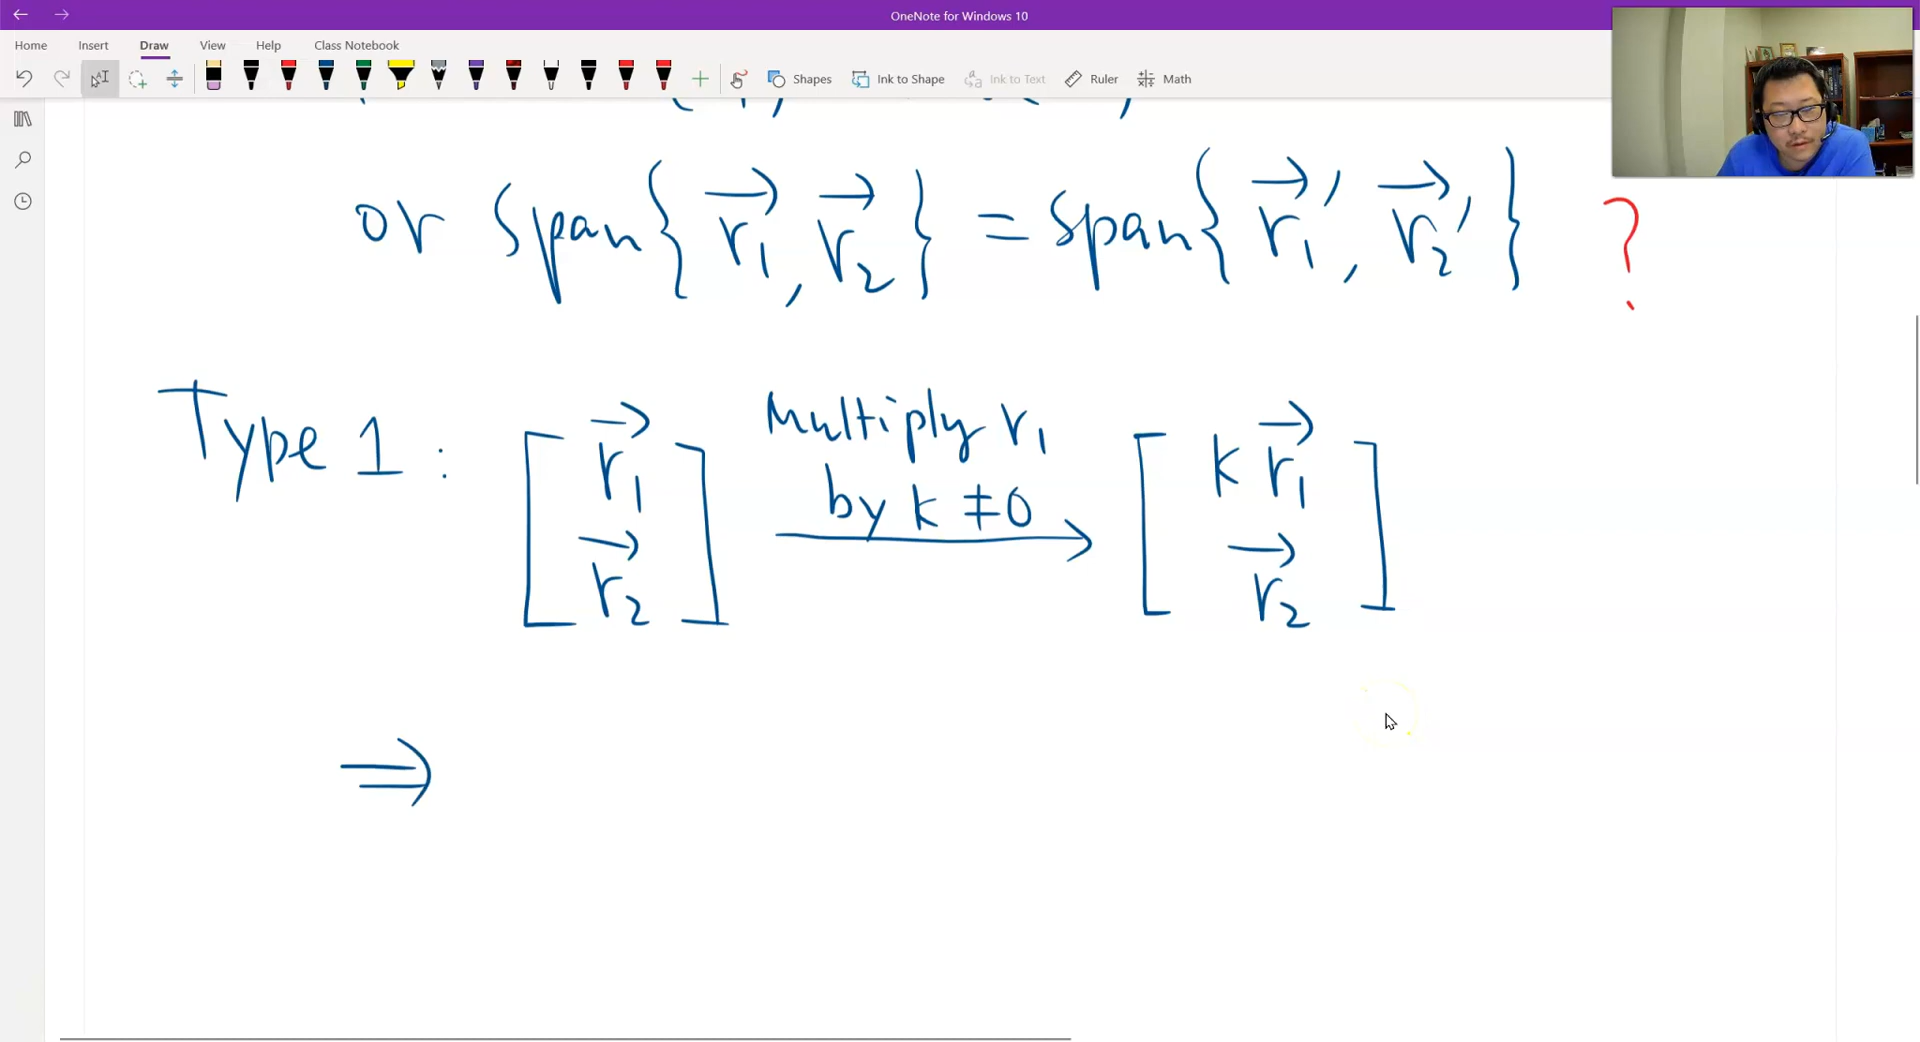 OneNote for Windows 10
Home Insert Draw View Help Class Notebook
Shapes Ink to Shape Ink to Text Ruler Math
or span{r⃗₁, r⃗₂} = span{r⃗₁′, r⃗₂′} ?
Type 1 : [r⃗₁ r⃗₂] Multiply r₁ by k ≠ 0 → [k r⃗₁ r⃗₂]
⇒